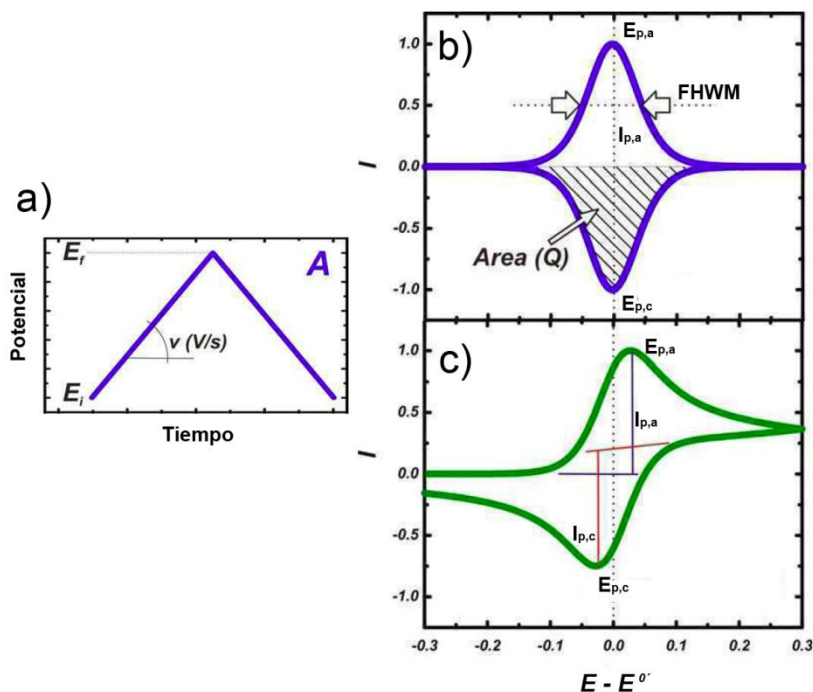 a)
E_f
A
v (V/s)
E_i
Potencial
Tiempo
b)
E_p,a
1.0
FHWM
0.5
I_p,a
I
0.0
-0.5
Area (Q)
-1.0
E_p,c
c)
E_p,a
1.0
I_p,a
0.5
I
0.0
-0.5
I_p,c
E_p,c
-1.0
-0.3 -0.2 -0.1 0.0 0.1 0.2 0.3
E - E^0´